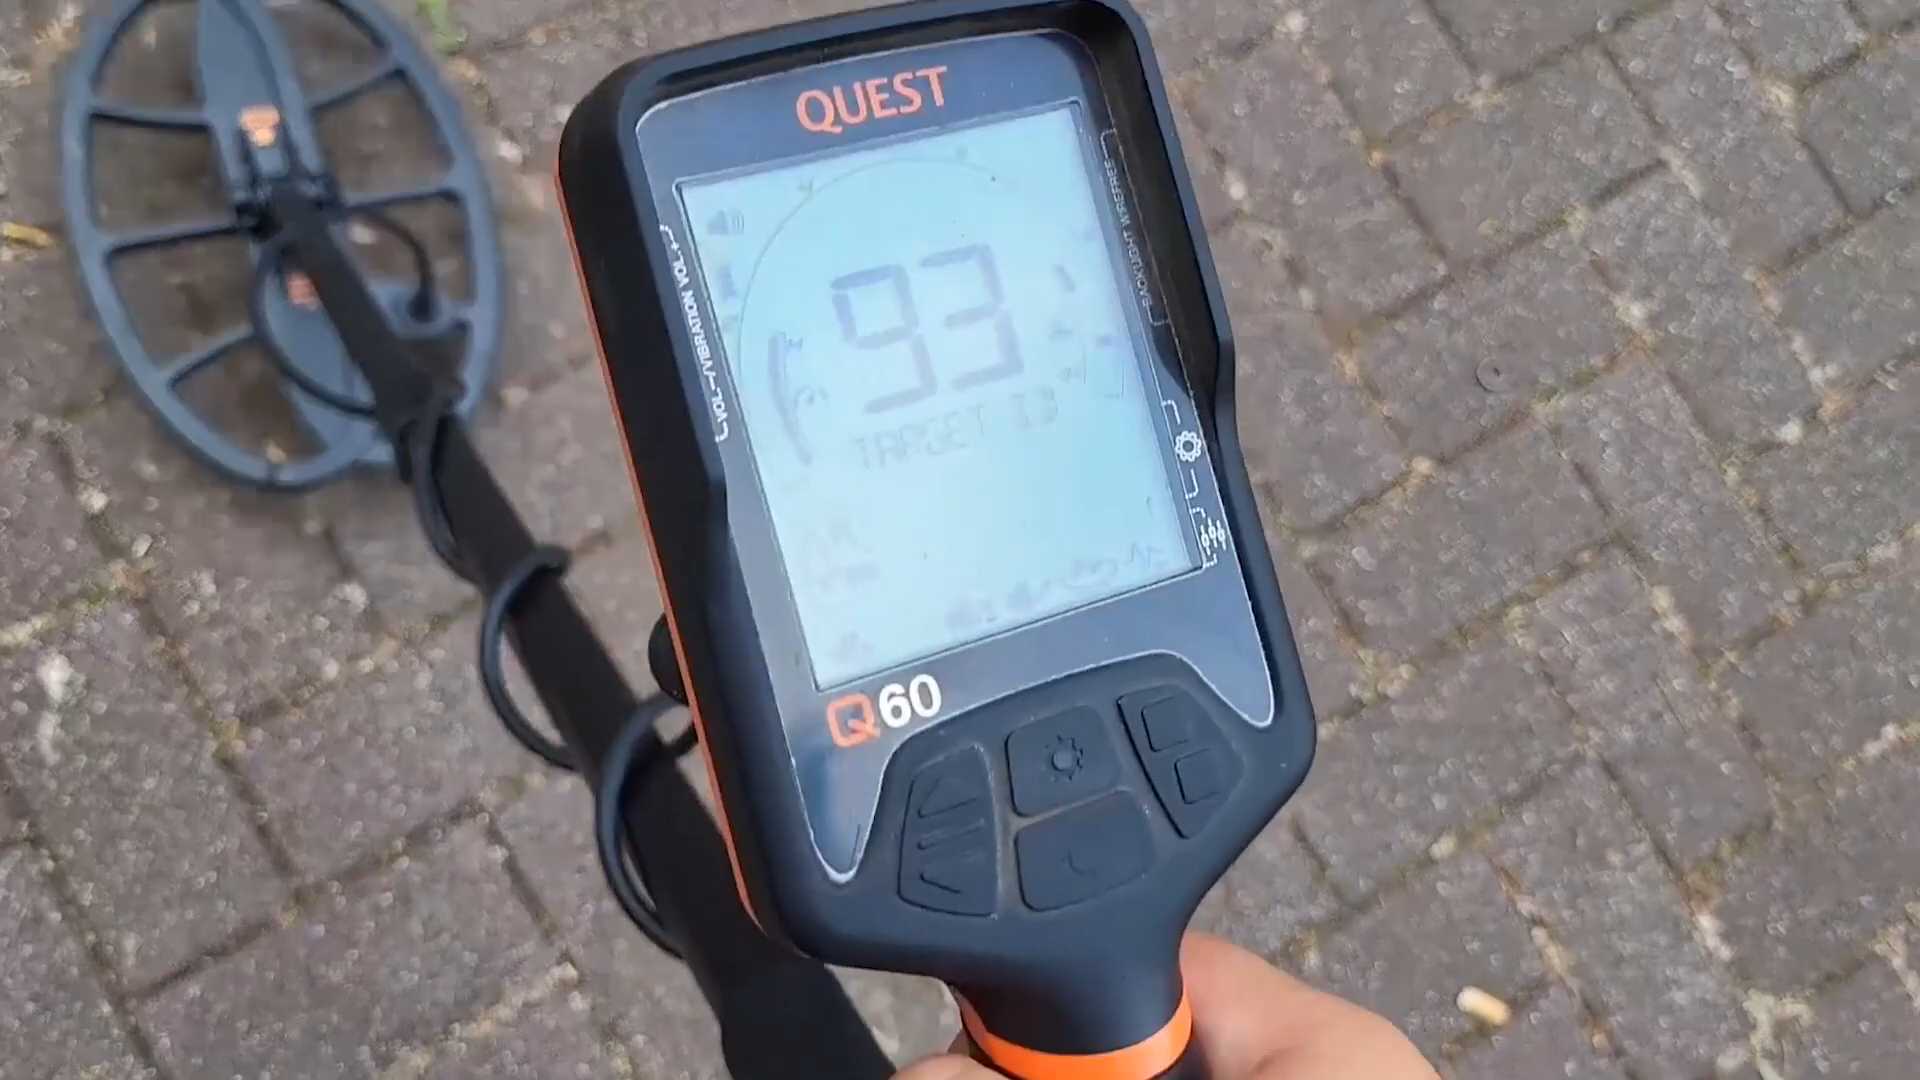 QUEST
VOL-/VIBRATION VOL+
BACKLIGHT WIREFREE
93
TARGET ID
Q60